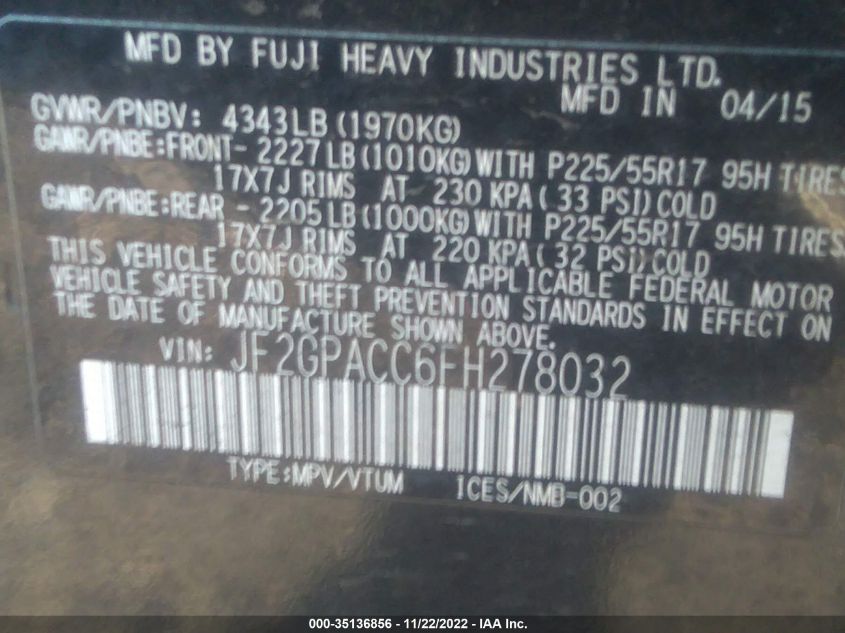 MFD BY FUJI HEAVY INDUSTRIES LTD.
MFD IN 04/15
GVWR/PNBV: 4343LB(1970KG)
GAWR/PNBE:FRONT- 2227LB(1010KG)WITH P225/55R17 95H TIRES
17X7J RIMS AT 230 KPA( 33 PSI)COLD
GAWR/PNBE:REAR - 2205LB(1000KG)WITH P225/55R17 95H TIRES
17X7J RIMS AT 220 KPA( 32 PSI)COLD
THIS VEHICLE CONFORMS TO ALL APPLICABLE FEDERAL MOTOR
VEHICLE SAFETY AND THEFT PREVENTION STANDARDS IN EFFECT ON
THE DATE OF MANUFACTURE SHOWN ABOVE.
VIN: JF2GPACC6FH278032
TYPE:MPV/VTUM ICES/NMB-002
000-35136856 - 11/22/2022 - IAA Inc.